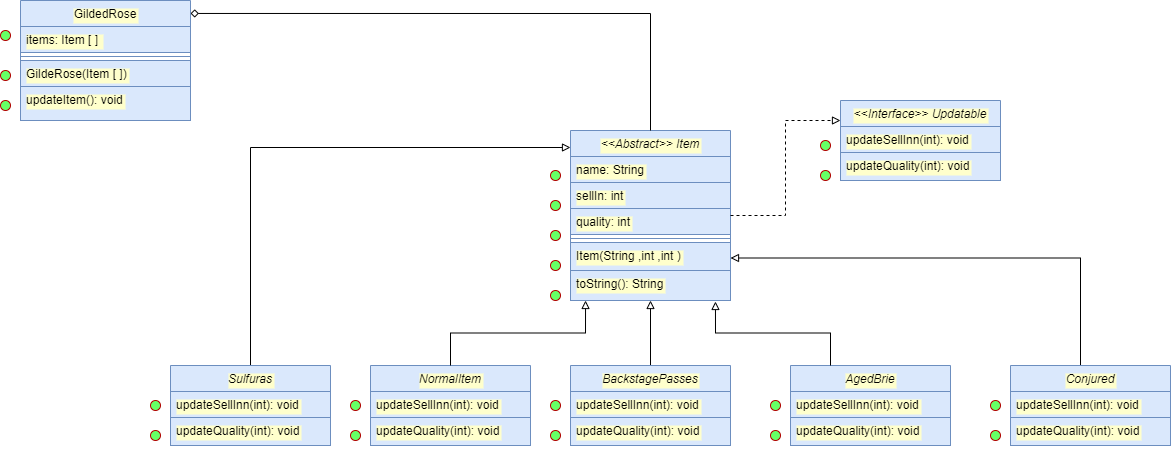 GildedRose
items: Item [ ]
GildeRose(Item [ ])
updateItem(): void
<<Interface>> Updatable
updateSellInn(int): void
updateQuality(int): void
<<Abstract>> Item
name: String
sellIn: int
quality: int
Item(String ,int ,int )
toString(): String
Sulfuras
updateSellInn(int): void
updateQuality(int): void
NormalItem
updateSellInn(int): void
updateQuality(int): void
BackstagePasses
updateSellInn(int): void
updateQuality(int): void
AgedBrie
updateSellInn(int): void
updateQuality(int): void
Conjured
updateSellInn(int): void
updateQuality(int): void